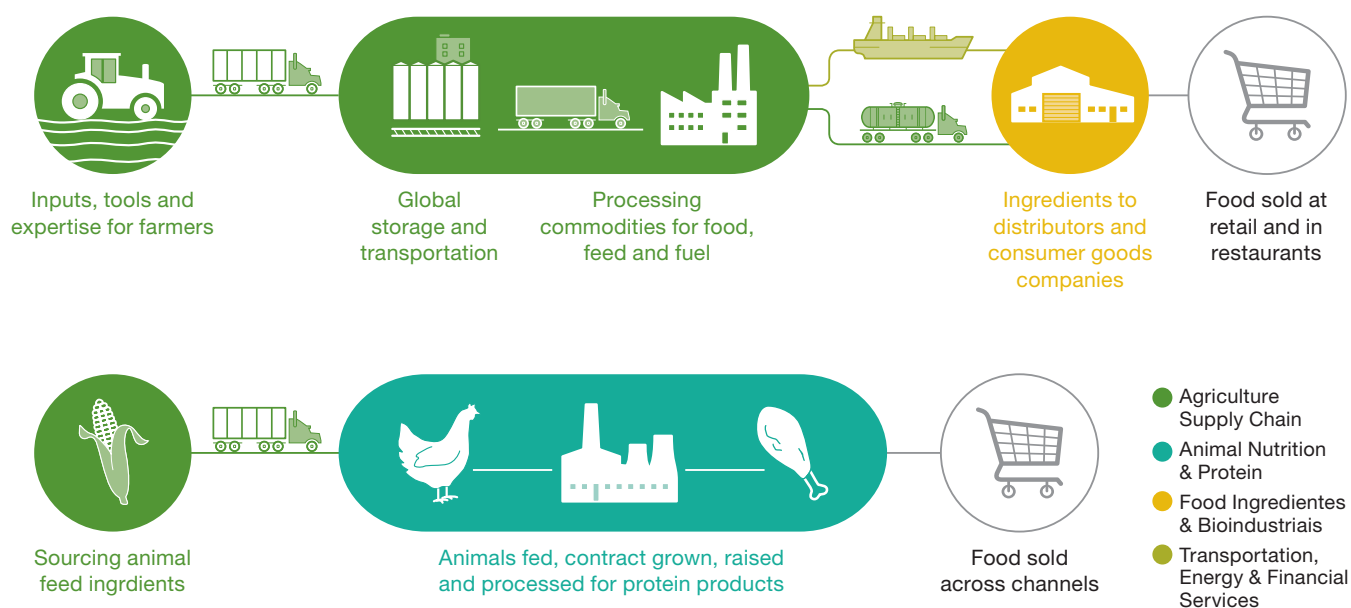 Inputs, tools and
expertise for farmers
Global
storage and
transportation
Processing
commodities for food,
feed and fuel
Ingredients to
distributors and
consumer goods
companies
Food sold at
retail and in
restaurants
Sourcing animal
feed ingrdients
Animals fed, contract grown, raised
and processed for protein products
Food sold
across channels
Agriculture
Supply Chain
Animal Nutrition
& Protein
Food Ingredientes
& Bioindustriais
Transportation,
Energy & Financial
Services